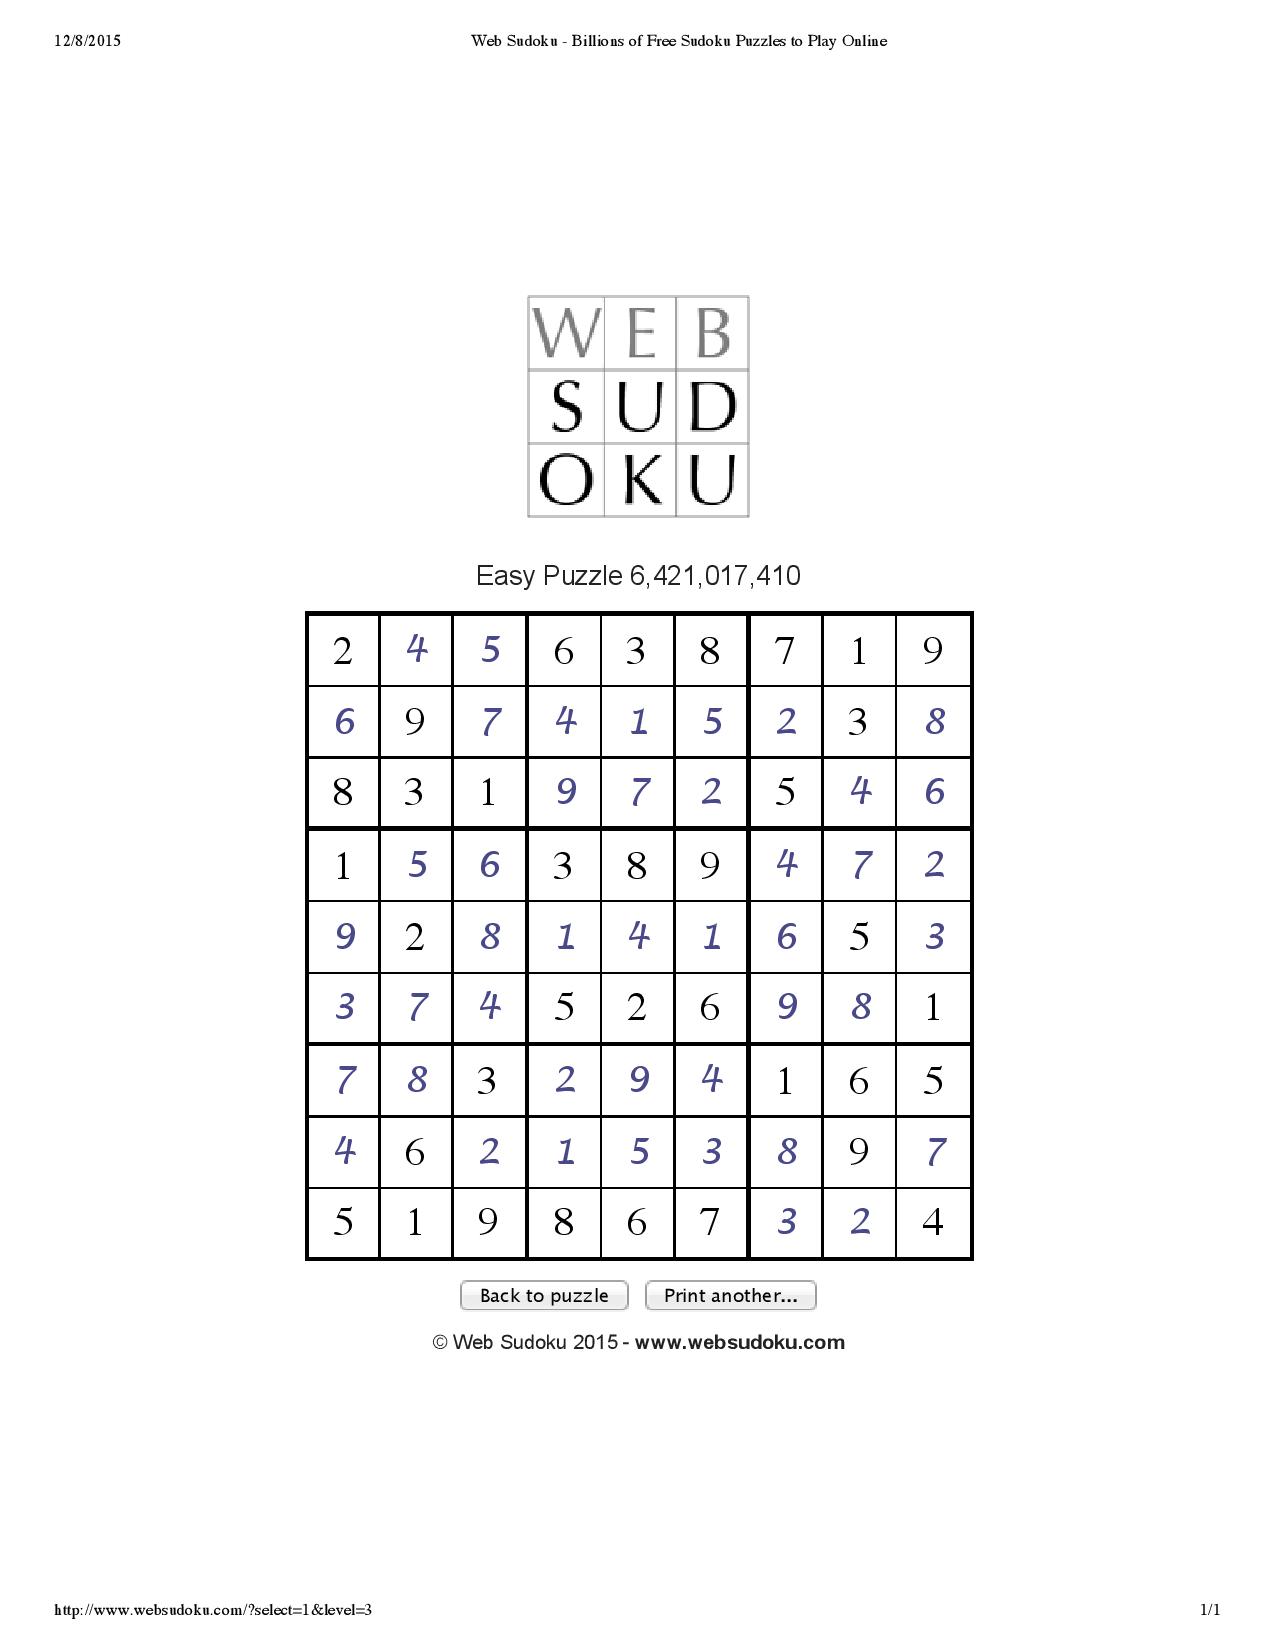 12/8/2015 Web Sudoku - Billions of Free Sudoku Puzzles to Play Online
W E B
S U D
O K U
Easy Puzzle 6,421,017,410
2 4 5 6 3 8 7 1 9
6 9 7 4 1 5 2 3 8
8 3 1 9 7 2 5 4 6
1 5 6 3 8 9 4 7 2
9 2 8 1 4 1 6 5 3
3 7 4 5 2 6 9 8 1
7 8 3 2 9 4 1 6 5
4 6 2 1 5 3 8 9 7
5 1 9 8 6 7 3 2 4
Back to puzzle Print another...
© Web Sudoku 2015 - www.websudoku.com
http://www.websudoku.com/?select=1&level=3 1/1